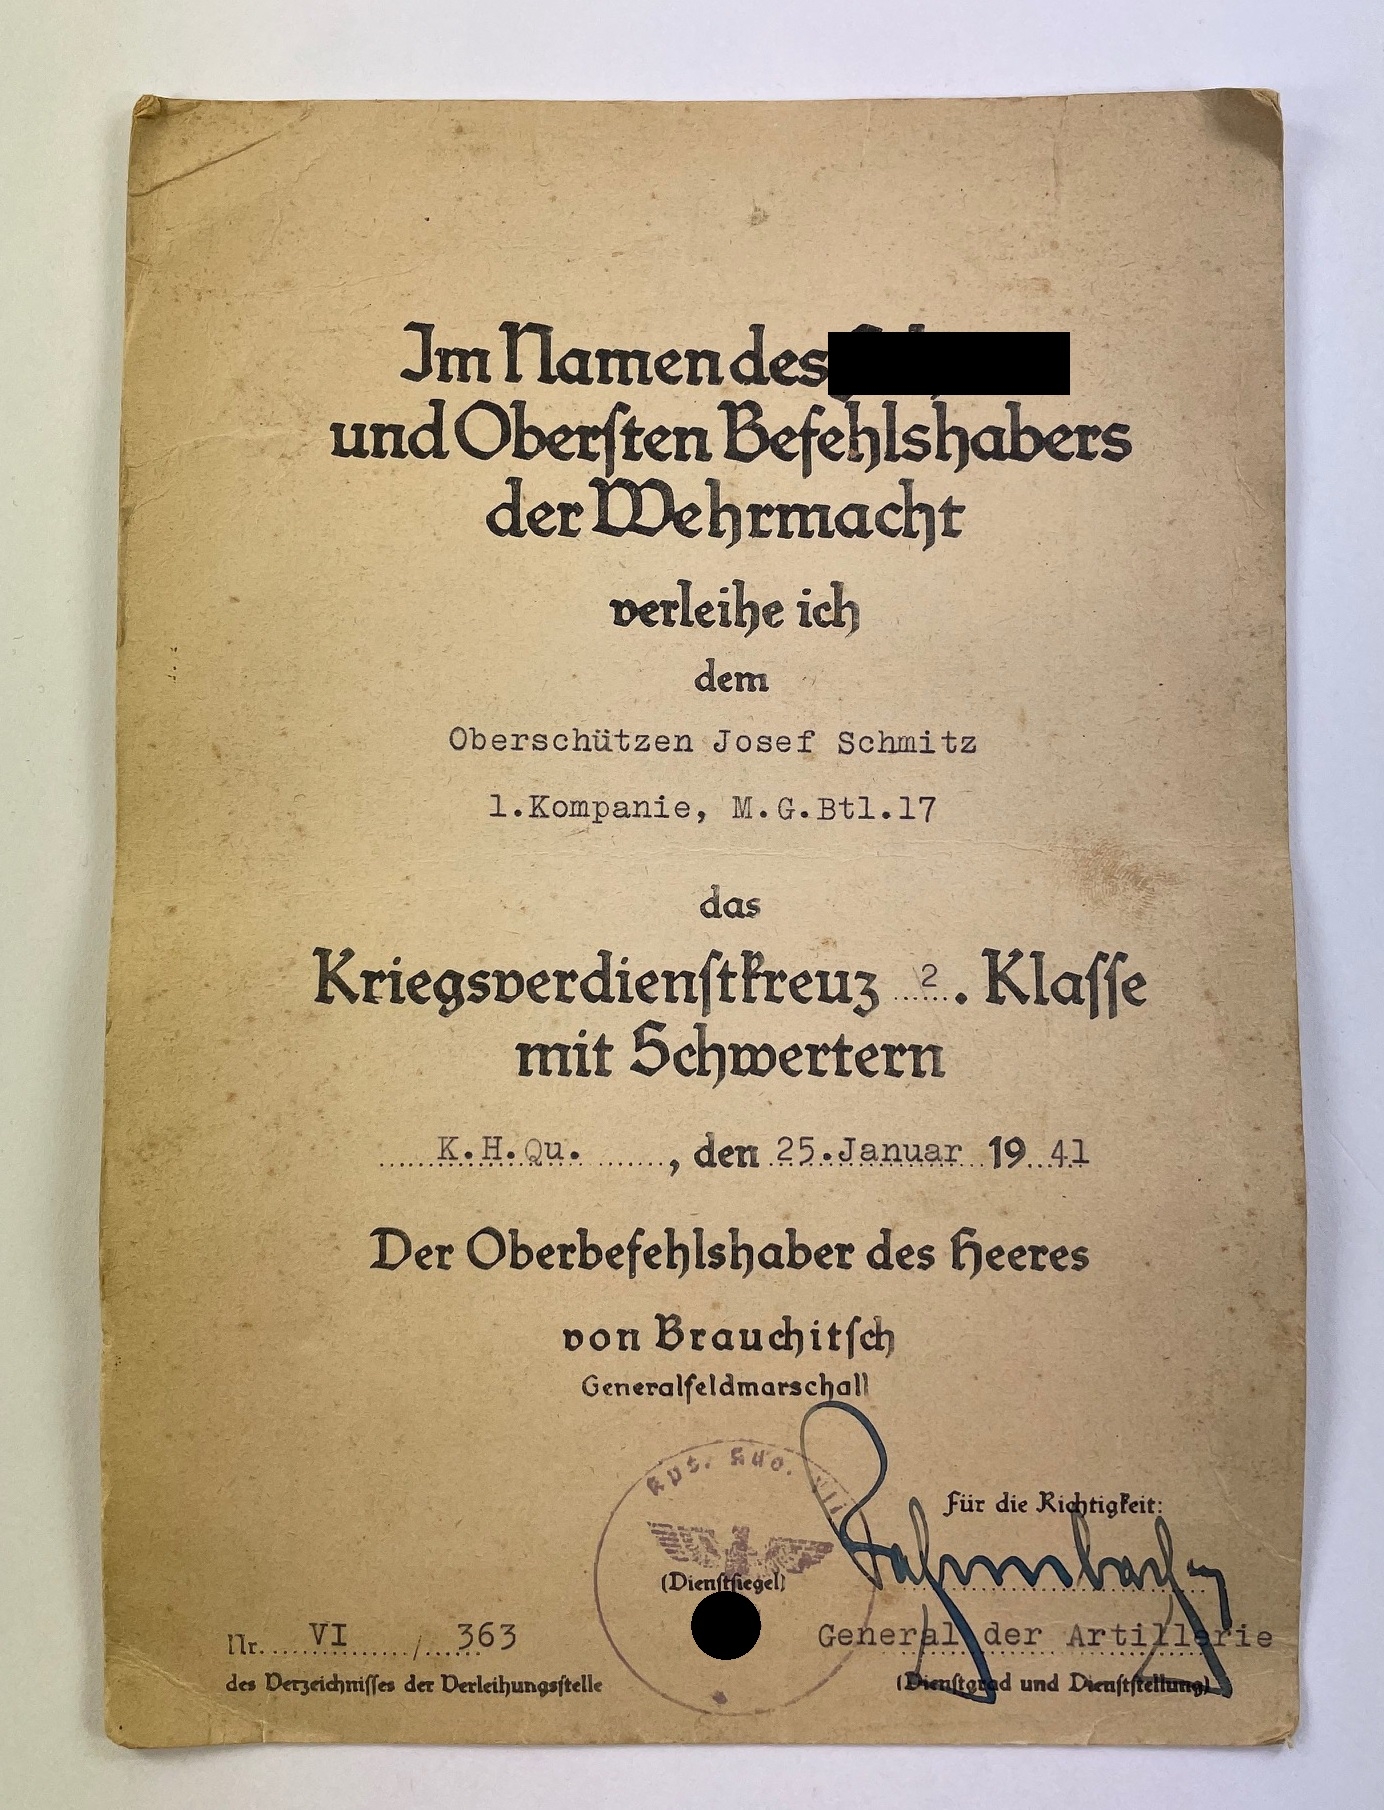 Im Namen des
und Obersten Befehlshabers
der Wehrmacht
verleihe ich
dem
Oberschützen Josef Schmitz
1.Kompanie, M.G.Btl.17
das
Kriegsverdienstkreuz 2. Klasse
mit Schwertern
K.H.Qu. , den 25.Januar 1941
Der Oberbefehlshaber des Heeres
von Brauchitsch
Generalfeldmarschall
Für die Richtigkeit:
(Dienstsiegel)
General der Artillerie
(Dienstgrad und Dienststellung)
Nr. VI / 363
des Verzeichnisses der Verleihungsstelle